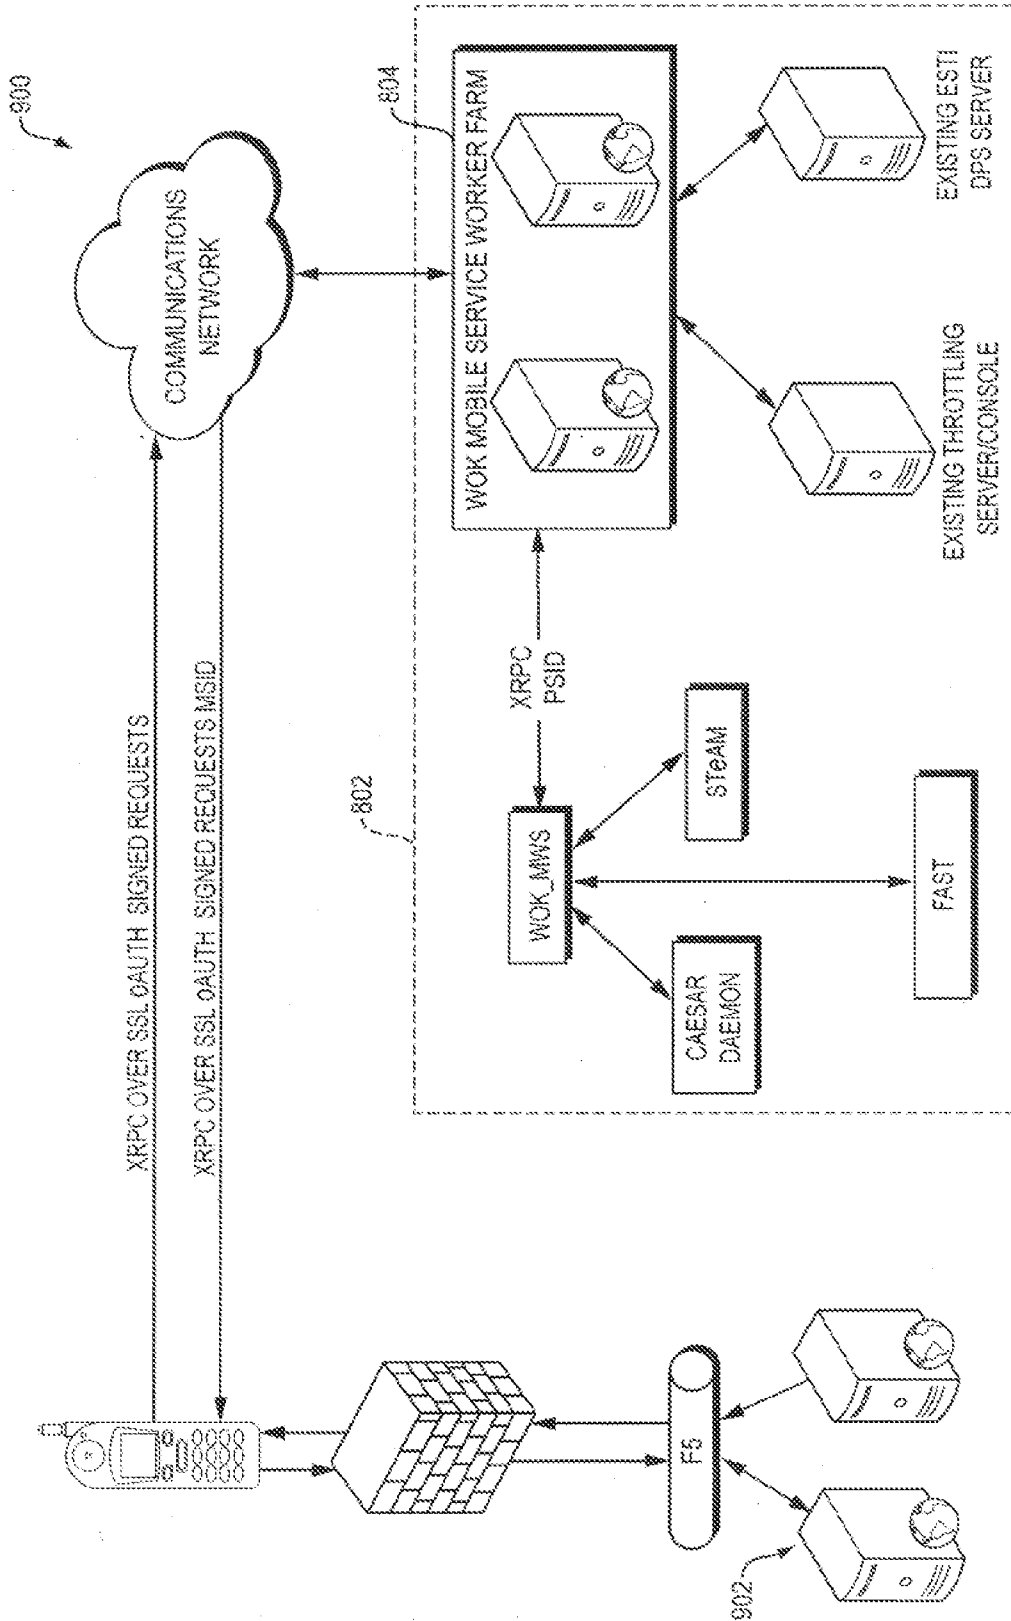 900
XRPC OVER SSL oAUTH SIGNED REQUESTS
XRPC OVER SSL oAUTH SIGNED REQUESTS MSID
COMMUNICATIONS
NETWORK
802
804
WOK MOBILE SERVICE WORKER FARM
XRPC
PSID
WOK_MWS
CAESAR
DAEMON
STeAM
FAST
EXISTING THROTTLING
SERVER/CONSOLE
EXISTING ESTI
DPS SERVER
F5
902